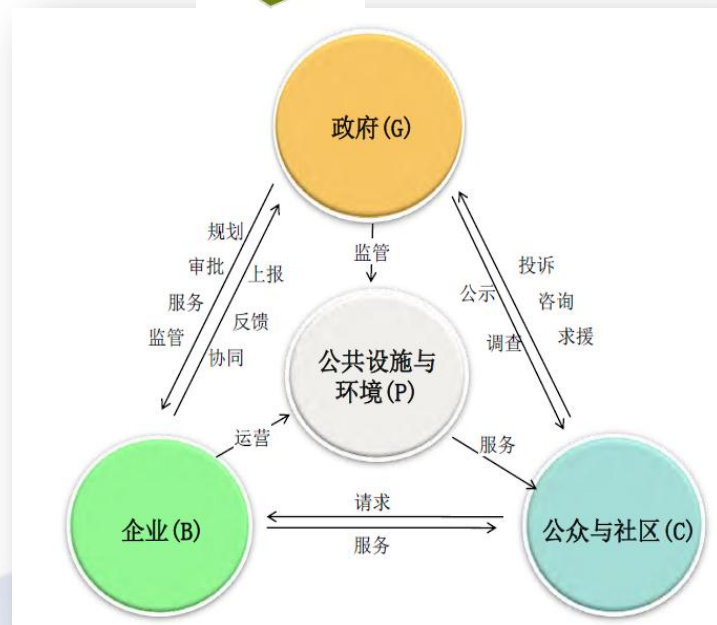 政府(G)
规划
审批
服务
监管
上报
反馈
协同
监管
公示
调查
投诉
咨询
求援
公共设施与
环境(P)
运营
服务
企业(B)
请求
服务
公众与社区(C)